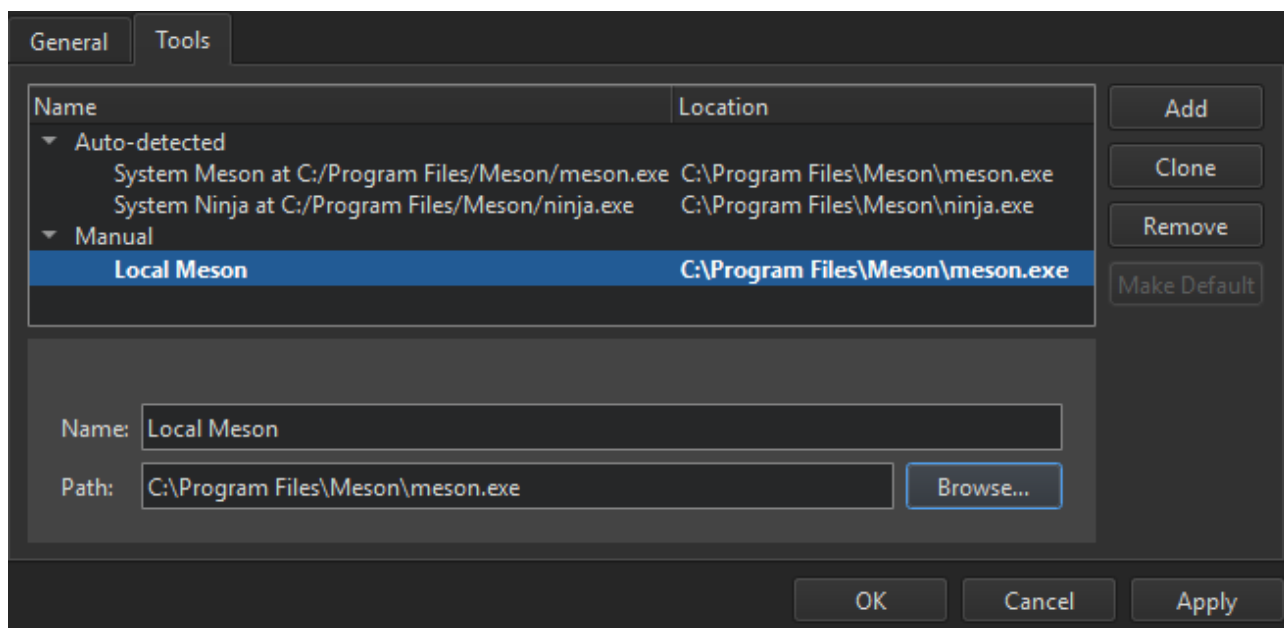 General Tools
Name Location
Auto-detected
System Meson at C:/Program Files/Meson/meson.exe C:\Program Files\Meson\meson.exe
System Ninja at C:/Program Files/Meson/ninja.exe C:\Program Files\Meson\ninja.exe
Manual
Local Meson C:\Program Files\Meson\meson.exe
Add
Clone
Remove
Make Default
Name: Local Meson
Path: C:\Program Files\Meson\meson.exe Browse...
OK Cancel Apply